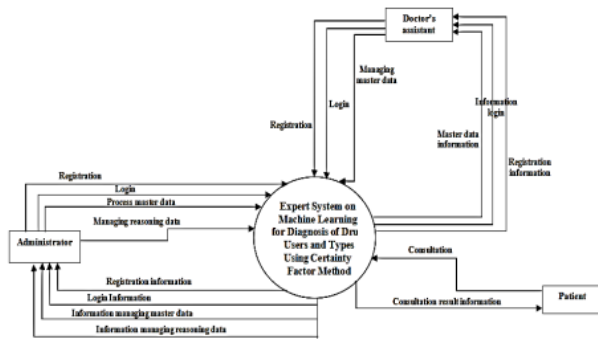 Doctor's
assistant
Managing
master data
Login
Registration
Information
login
Master data
information
Registration
information
Registration
Login
Process master data
Managing reasoning data
Administrator
Expert System on
Machine Learning
for Diagnosis of Dru
Users and Types
Using Certainty
Factor Method
Consultation
Patient
Consultation result information
Registration information
Login Information
Information managing master data
Information managing reasoning data